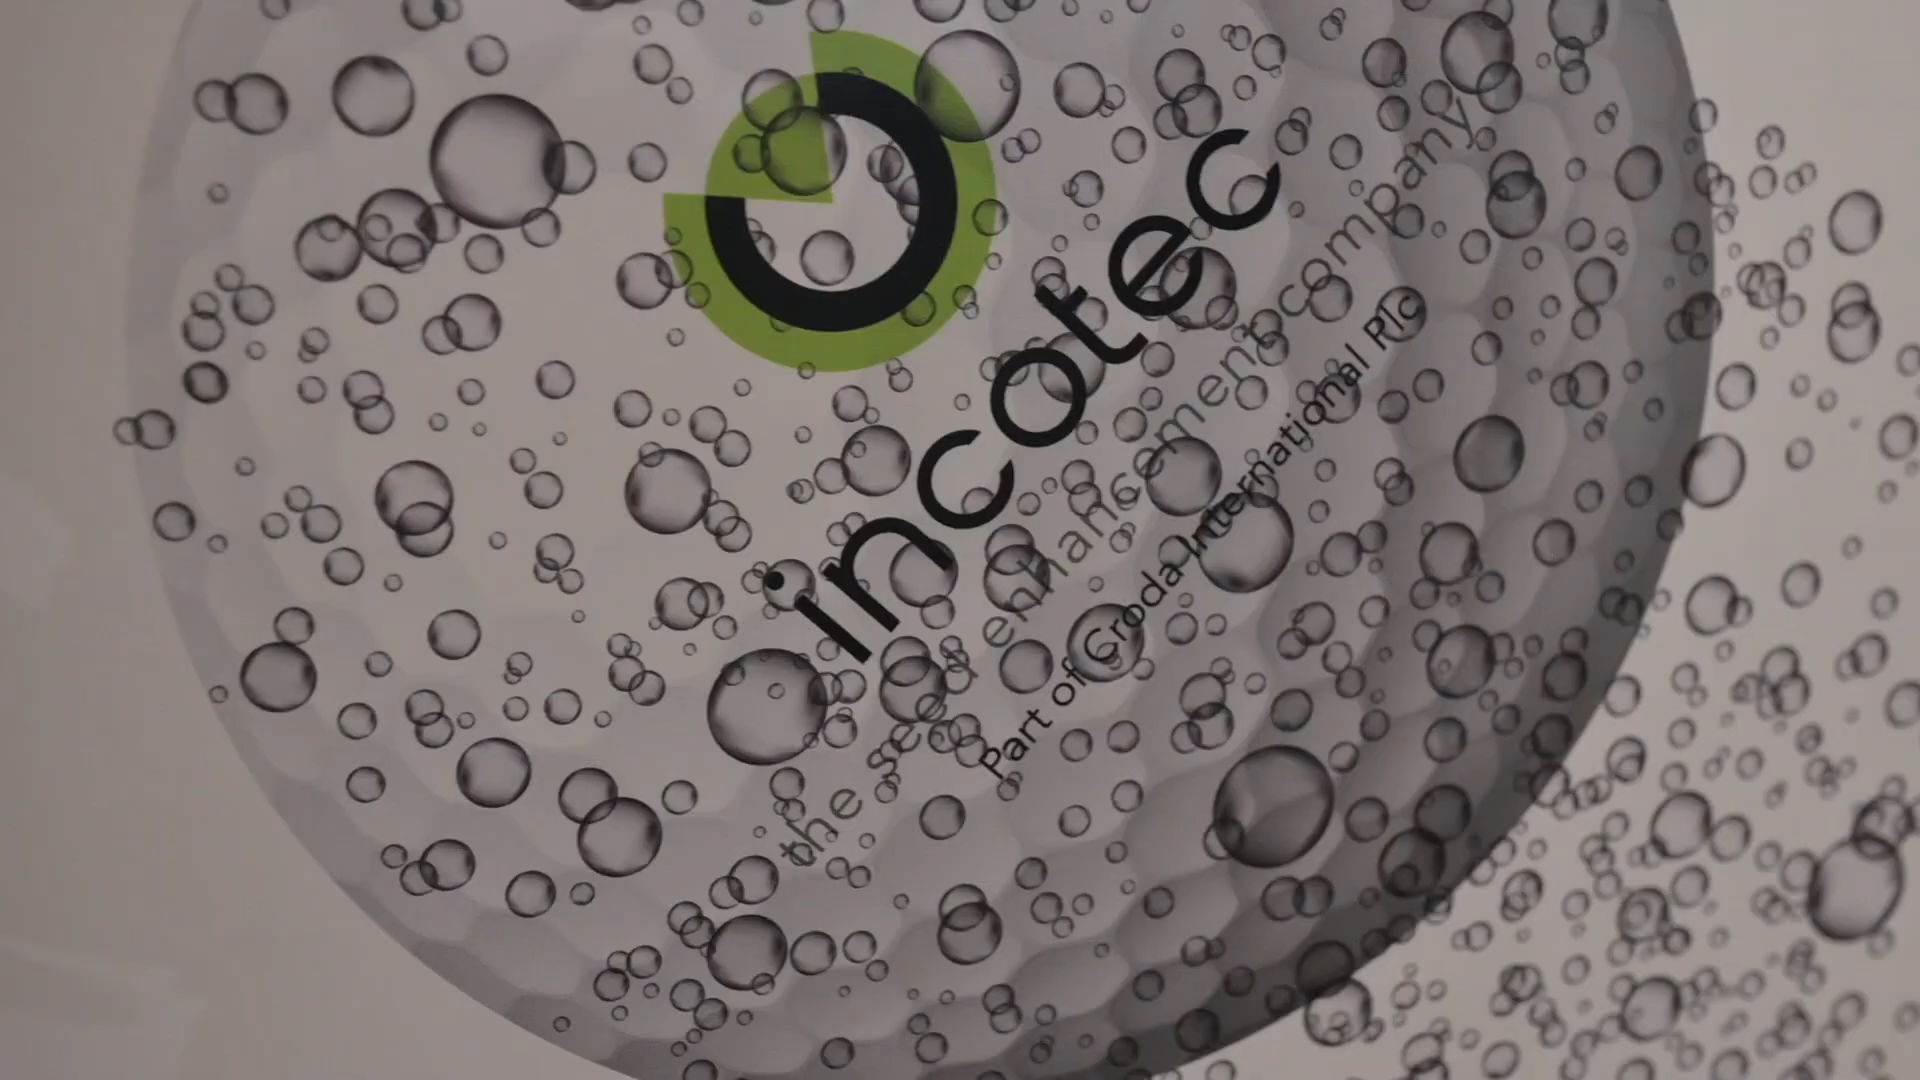 incotec
the seed enhancement company
Part of Croda International Plc